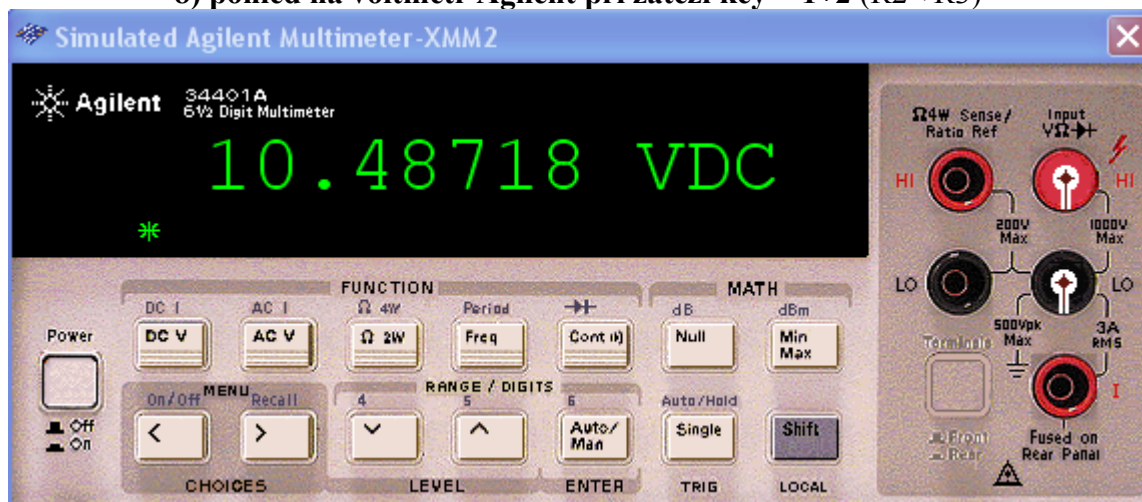 Simulated Agilent Multimeter-XMM2
Agilent 34401A
6½ Digit Multimeter
10.48718 VDC
Ω4W Sense/
Ratio Ref
Input
VΩ
HI
HI
200V
Max
1000V
Max
LO
LO
500Vpk
Max
3A
RMS
Terminals
I
Front
Rear
Fused on
Rear Panal
FUNCTION
MATH
DC I
AC I
Ω 4W
Period
dB
dBm
Power
DC V
AC V
Ω 2W
Freq
Cont
Null
Min
Max
MENU
RANGE / DIGITS
On/Off
Recall
4
5
6
Auto/Hold
Off
On
<
>
Auto/
Man
Single
Shift
CHOICES
LEVEL
ENTER
TRIG
LOCAL